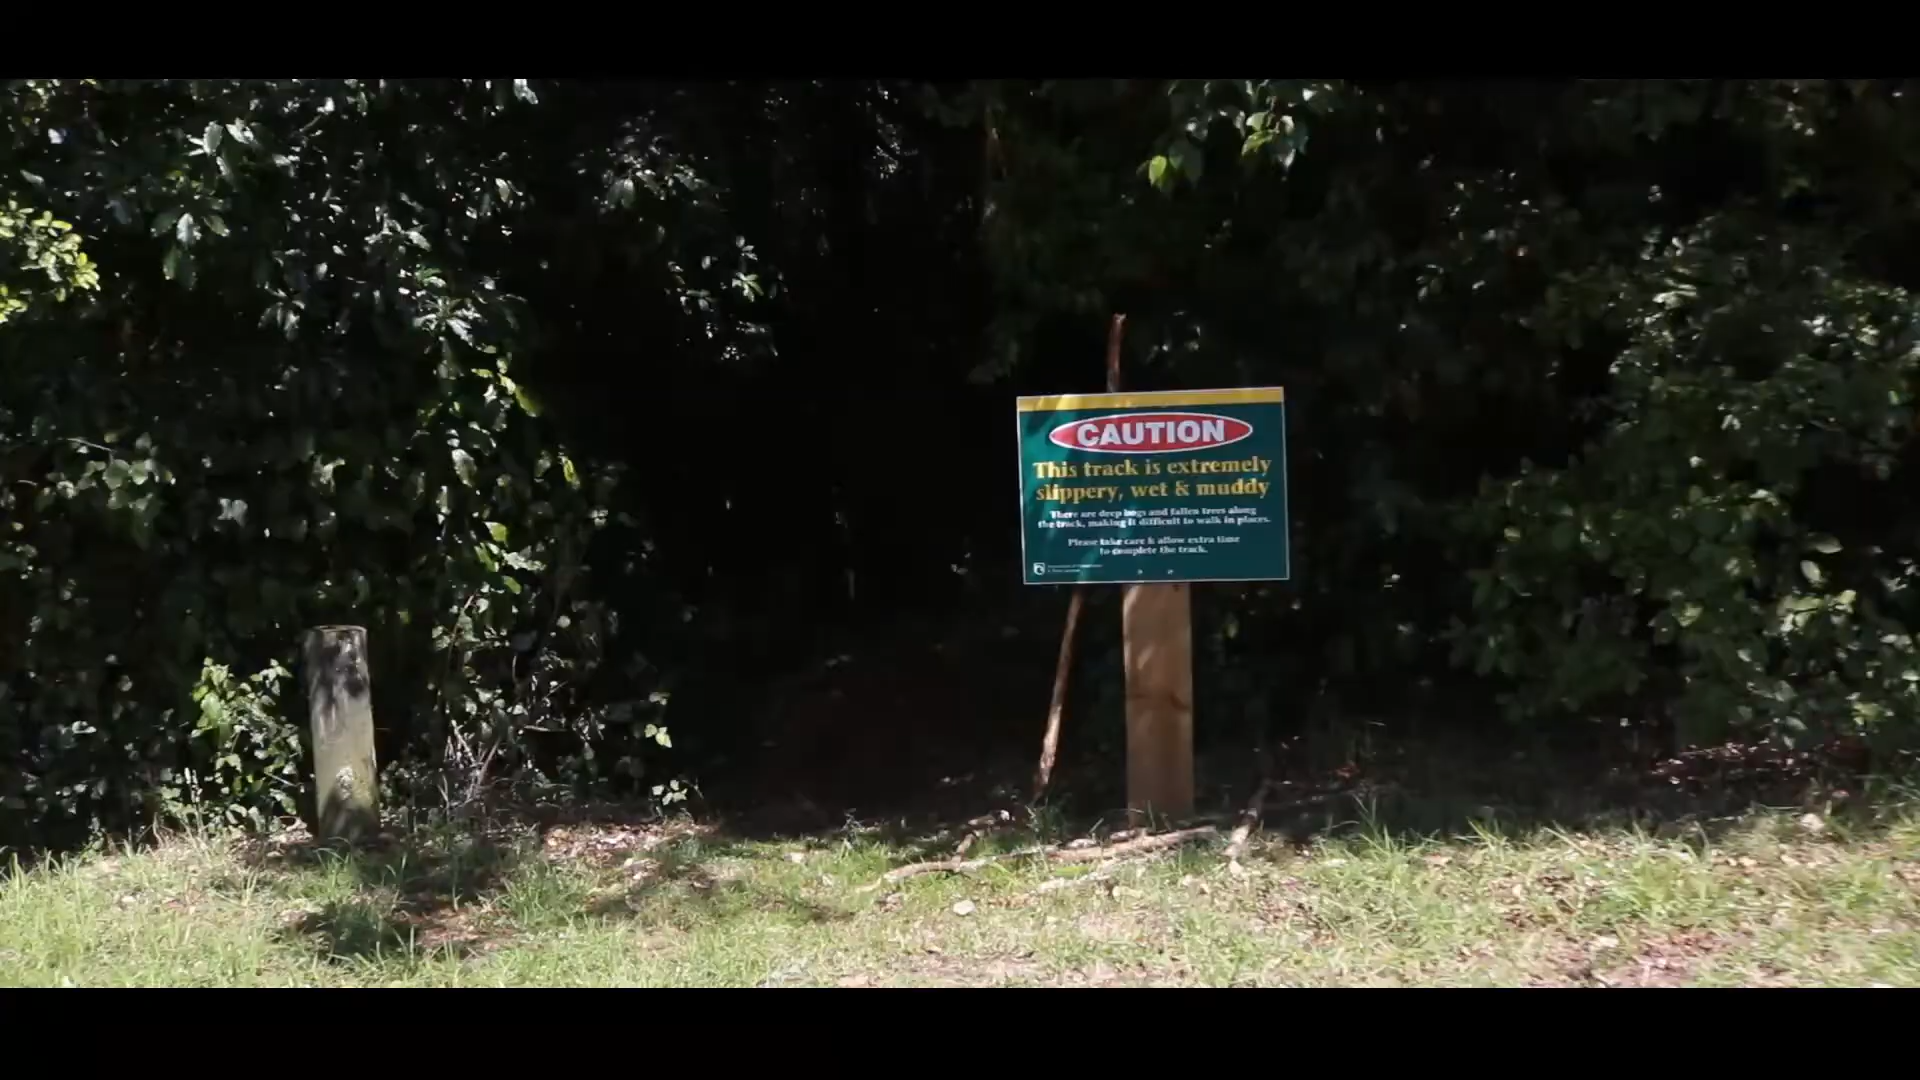 CAUTION
This track is extremely
slippery, wet & muddy
There are deep bogs and fallen trees along
the track, making it difficult to walk in places.
Please take care & allow extra time
to complete the track.